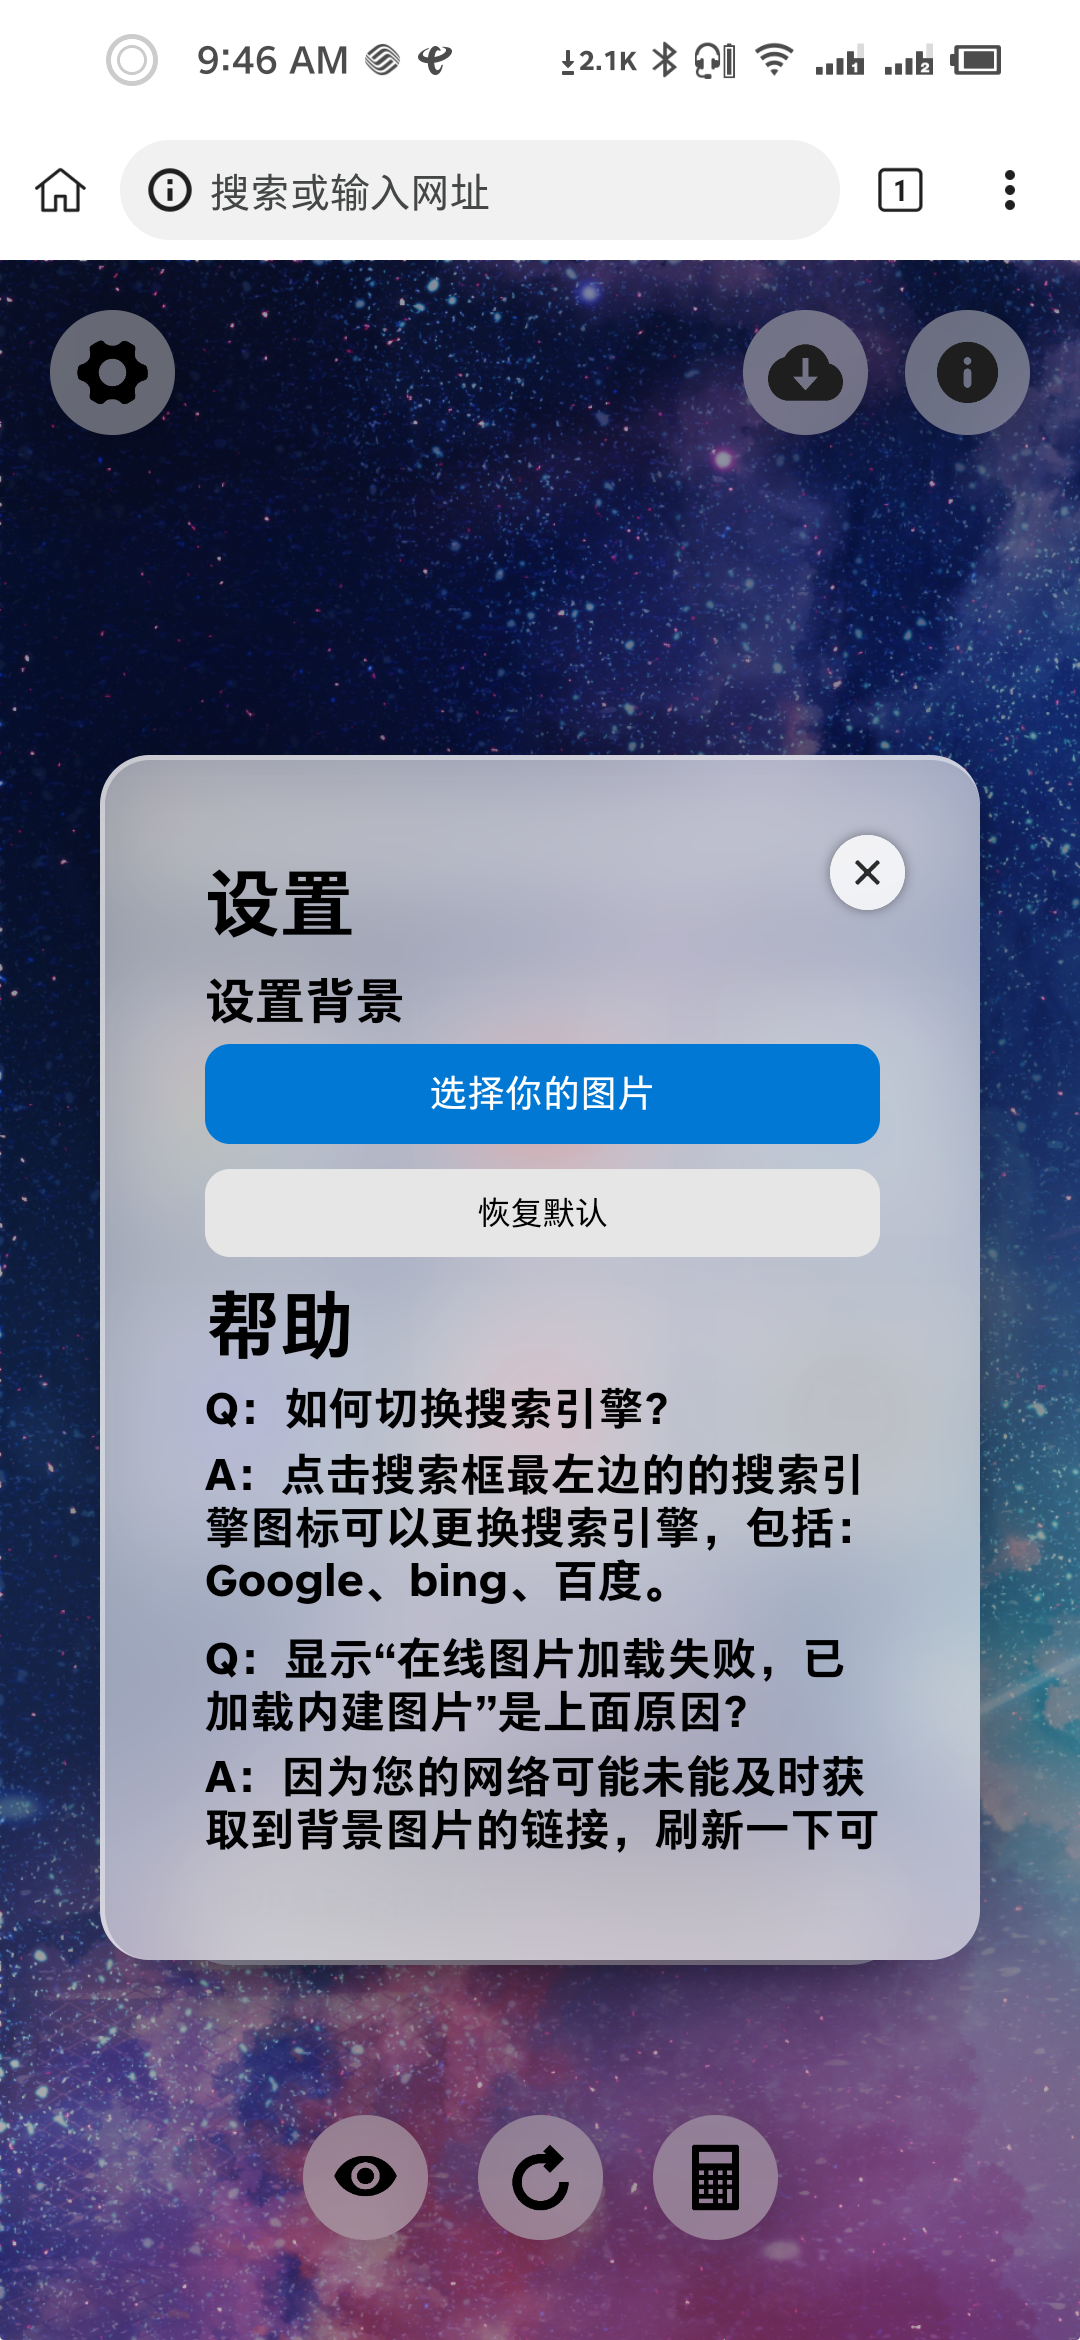 9:46 AM
2.1K
1
2
搜索或输入网址
1
设置
设置背景
选择你的图片
恢复默认
帮助
Q：如何切换搜索引擎？
A：点击搜索框最左边的的搜索引
擎图标可以更换搜索引擎，包括：
Google、bing、百度。
Q：显示“在线图片加载失败，已
加载内建图片”是上面原因？
A：因为您的网络可能未能及时获
取到背景图片的链接，刷新一下可